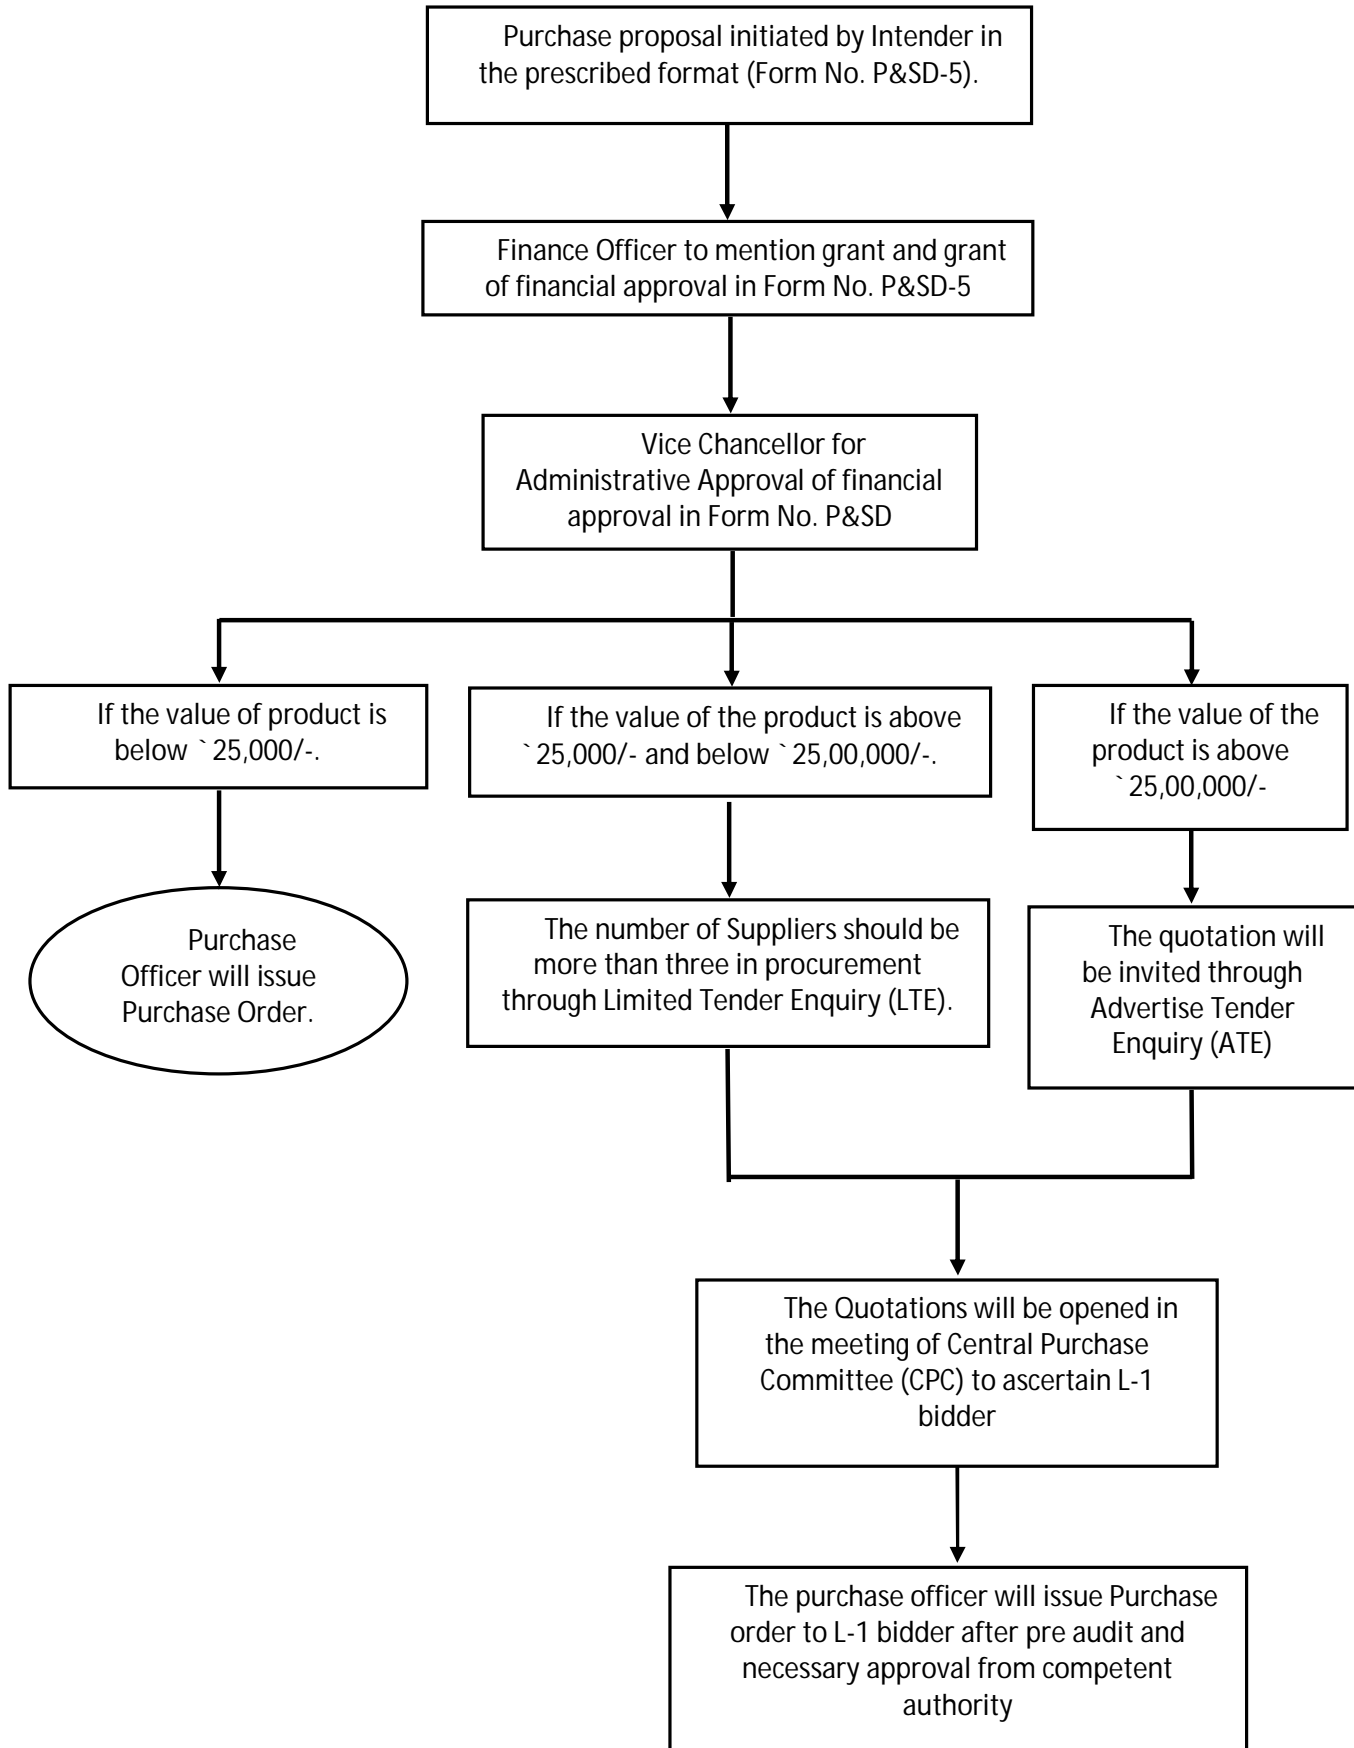 Purchase proposal initiated by Intender in
the prescribed format (Form No. P&SD-5).
Finance Officer to mention grant and grant
of financial approval in Form No. P&SD-5
Vice Chancellor for
Administrative Approval of financial
approval in Form No. P&SD
If the value of product is
below ` 25,000/-.
If the value of the product is above
` 25,000/- and below ` 25,00,000/-.
If the value of the
product is above
` 25,00,000/-
Purchase
Officer will issue
Purchase Order.
The number of Suppliers should be
more than three in procurement
through Limited Tender Enquiry (LTE).
The quotation will
be invited through
Advertise Tender
Enquiry (ATE)
The Quotations will be opened in
the meeting of Central Purchase
Committee (CPC) to ascertain L-1
bidder
The purchase officer will issue Purchase
order to L-1 bidder after pre audit and
necessary approval from competent
authority